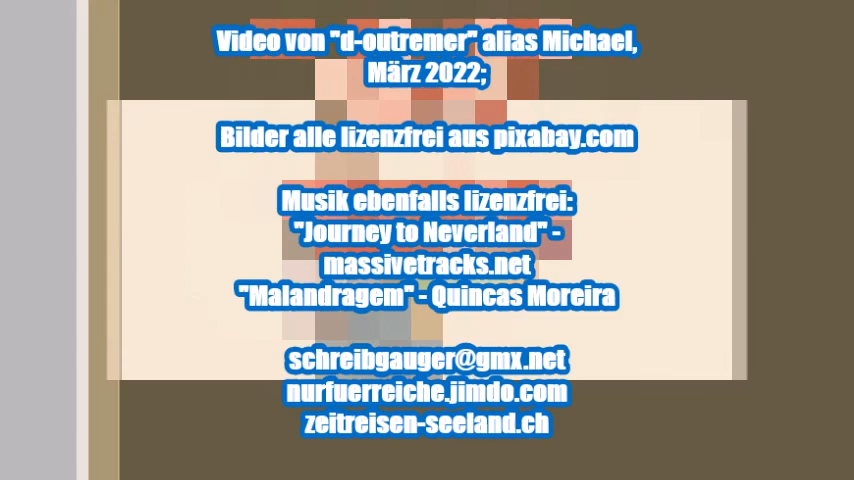 Video von "d-outremer" alias Michael,
März 2022;
Bilder alle lizenzfrei aus pixabay.com
Musik ebenfalls lizenzfrei:
"Journey to Neverland" -
massivetracks.net
"Malandragem" - Quincas Moreira
schreibgauger@gmx.net
nurfuerreiche.jimdo.com
zeitreisen-seeland.ch